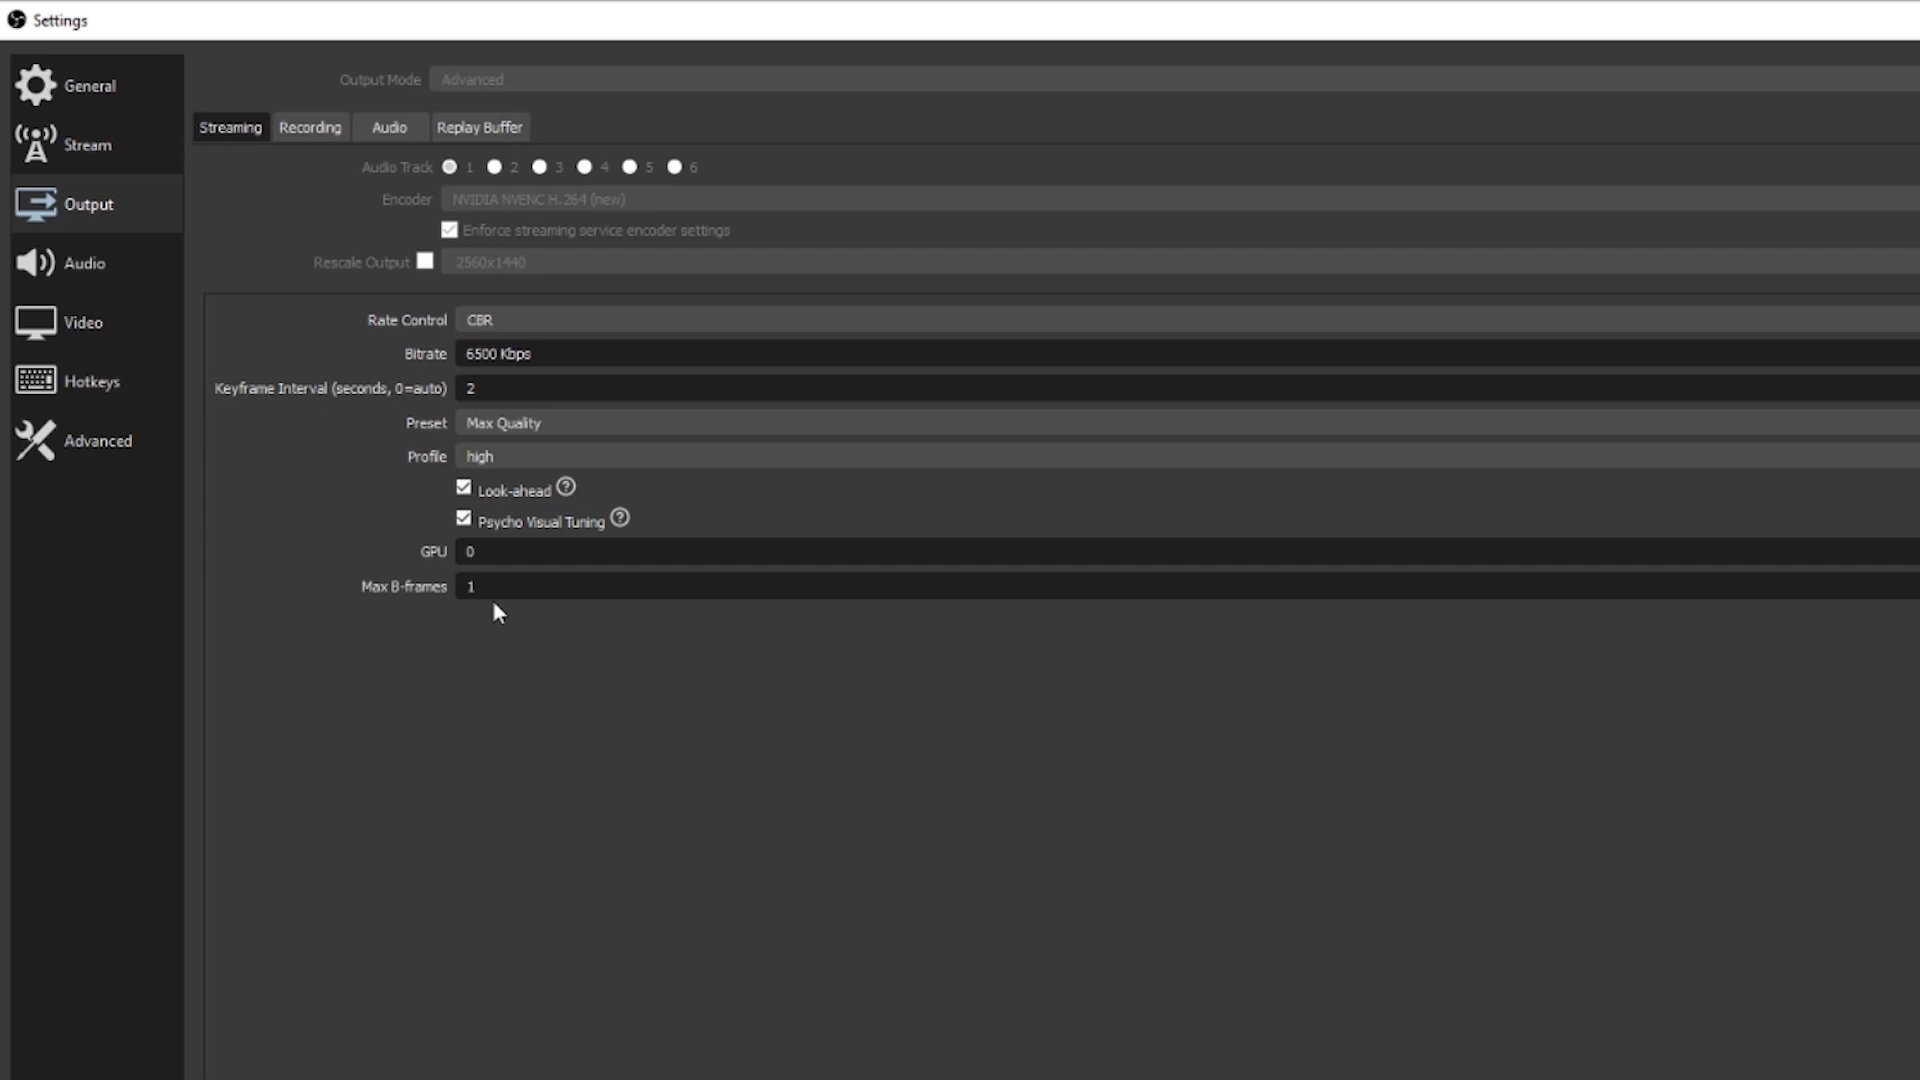 Settings
General
Stream
Output
Audio
Video
Hotkeys
Advanced
Output Mode Advanced
Streaming Recording Audio Replay Buffer
Audio Track 1 2 3 4 5 6
Encoder NVIDIA NVENC H.264 (new)
Enforce streaming service encoder settings
Rescale Output 2560x1440
Rate Control CBR
Bitrate 6500 Kbps
Keyframe Interval (seconds, 0=auto) 2
Preset Max Quality
Profile high
Look-ahead ?
Psycho Visual Tuning ?
GPU 0
Max B-frames 1